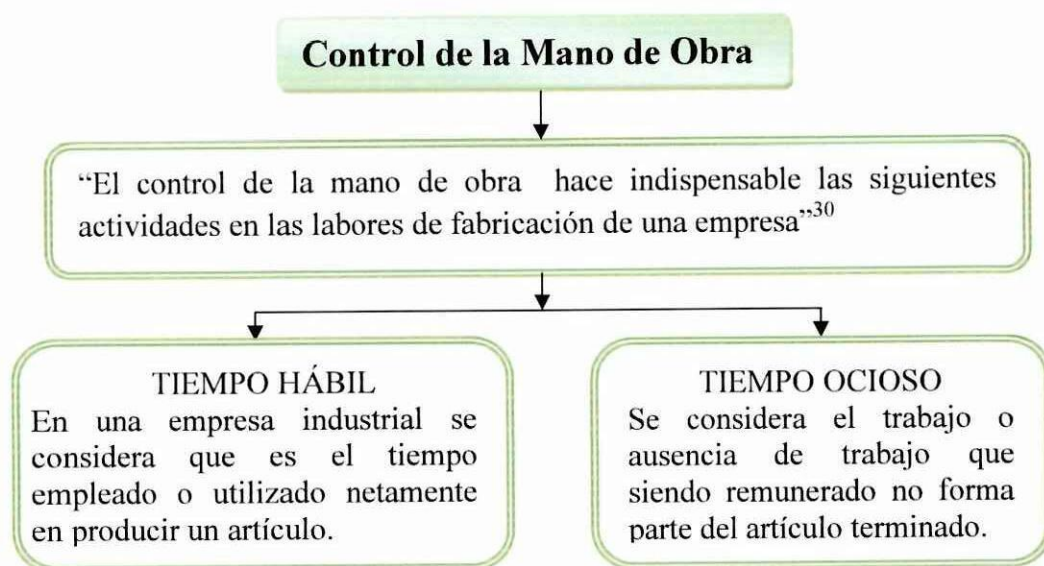 Control de la Mano de Obra
“El control de la mano de obra hace indispensable las siguientes
actividades en las labores de fabricación de una empresa”30
TIEMPO HÁBIL
En una empresa industrial se
considera que es el tiempo
empleado o utilizado netamente
en producir un artículo.
TIEMPO OCIOSO
Se considera el trabajo o
ausencia de trabajo que
siendo remunerado no forma
parte del artículo terminado.